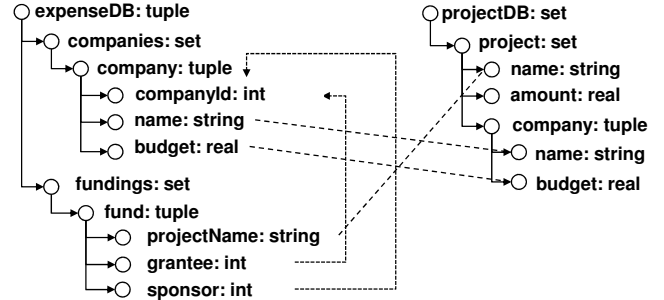 expenseDB: tuple
companies: set
company: tuple
companyId: int
name: string
budget: real
fundings: set
fund: tuple
projectName: string
grantee: int
sponsor: int
projectDB: set
project: set
name: string
amount: real
company: tuple
name: string
budget: real